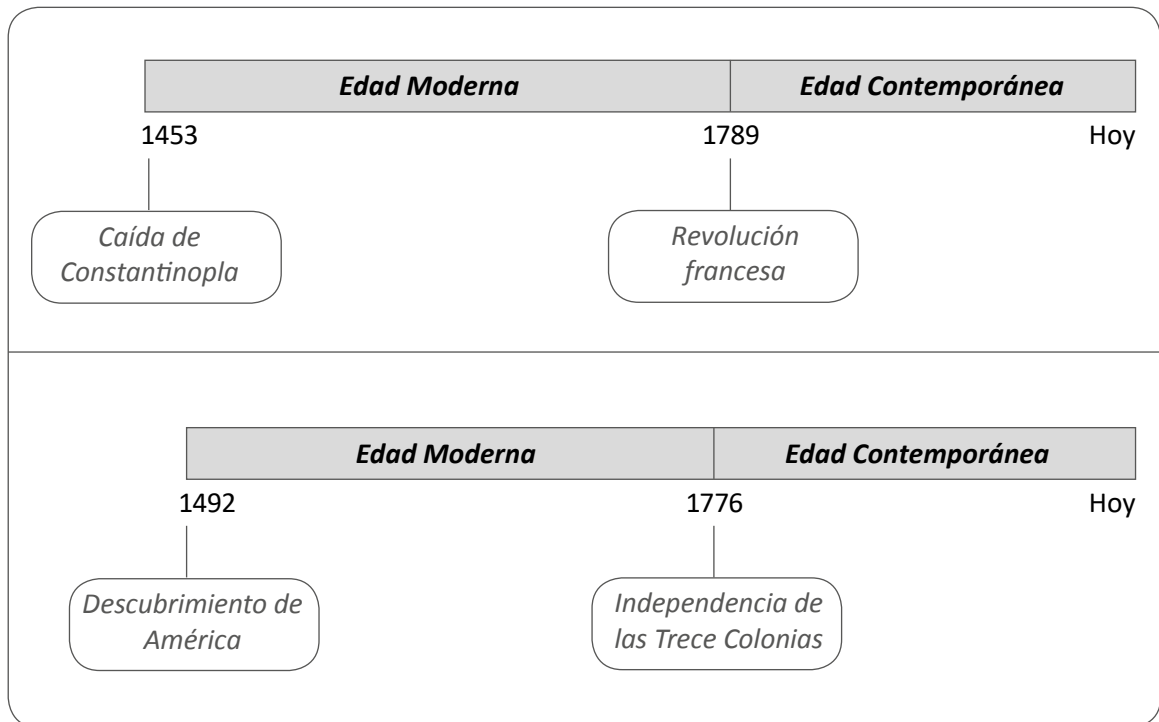 Edad Moderna
Edad Contemporánea
1453
1789
Hoy
Caída de
Constantinopla
Revolución
francesa
Edad Moderna
Edad Contemporánea
1492
1776
Hoy
Descubrimiento de
América
Independencia de
las Trece Colonias